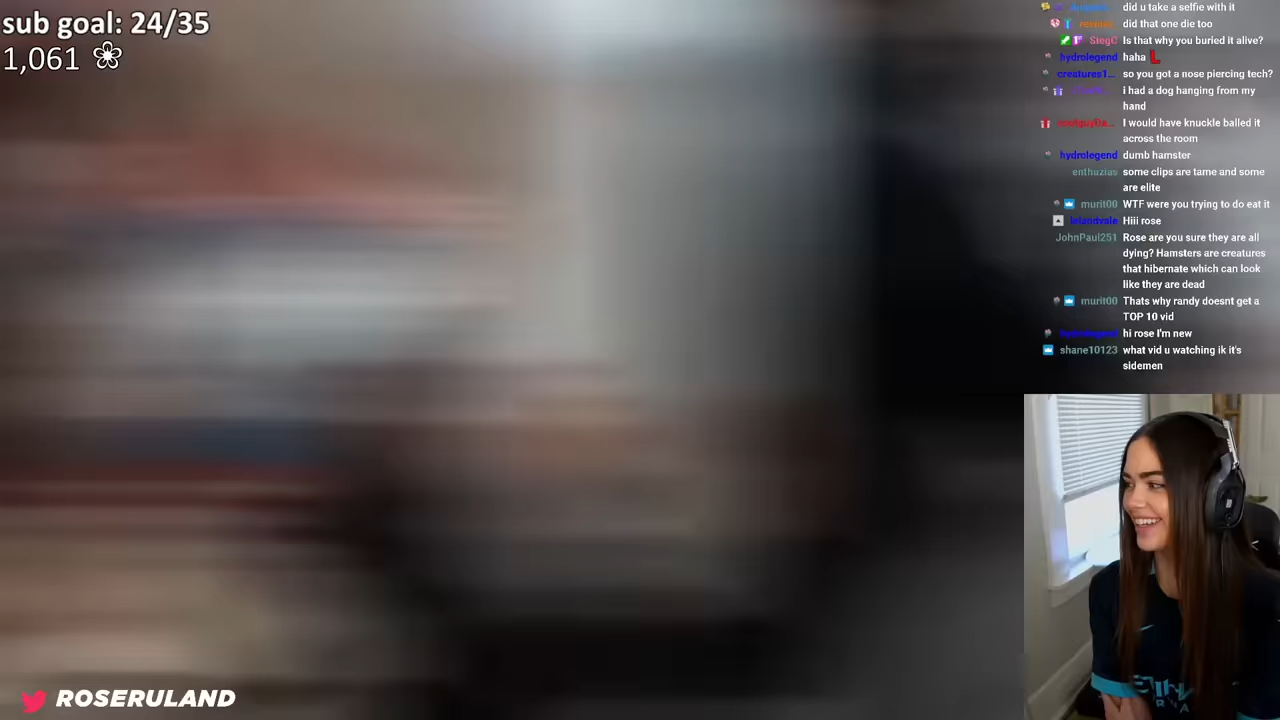 sub goal: 24/35
1,061
did u take a selfie with it
did that one die too
StegC Is that why you buried it alive?
hydrolegend haha
creatures1... so you got a nose piercing tech?
i had a dog hanging from my
hand
I would have knuckle balled it
across the room
hydrolegend dumb hamster
enthuzias some clips are tame and some
are elite
murit00 WTF were you trying to do eat it
lelandvale Hiii rose
JohnPaul251 Rose are you sure they are all
dying? Hamsters are creatures
that hibernate which can look
like they are dead
murit00 Thats why randy doesnt get a
TOP 10 vid
hydrolegend hi rose I'm new
shane10123 what vid u watching ik it's
sidemen
ROSERULAND